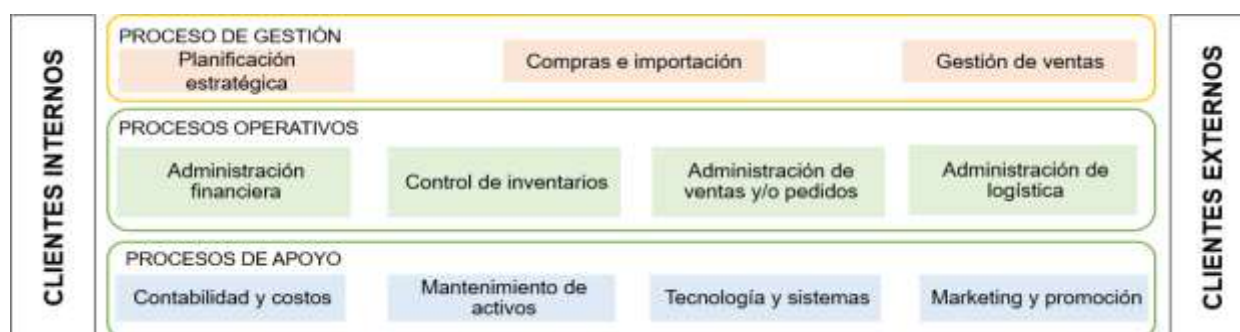 CLIENTES INTERNOS
PROCESO DE GESTIÓN
Planificación
estratégica
Compras e importación
Gestión de ventas
PROCESOS OPERATIVOS
Administración
financiera
Control de inventarios
Administración de
ventas y/o pedidos
Administración de
logística
PROCESOS DE APOYO
Contabilidad y costos
Mantenimiento de
activos
Tecnología y sistemas
Marketing y promoción
CLIENTES EXTERNOS